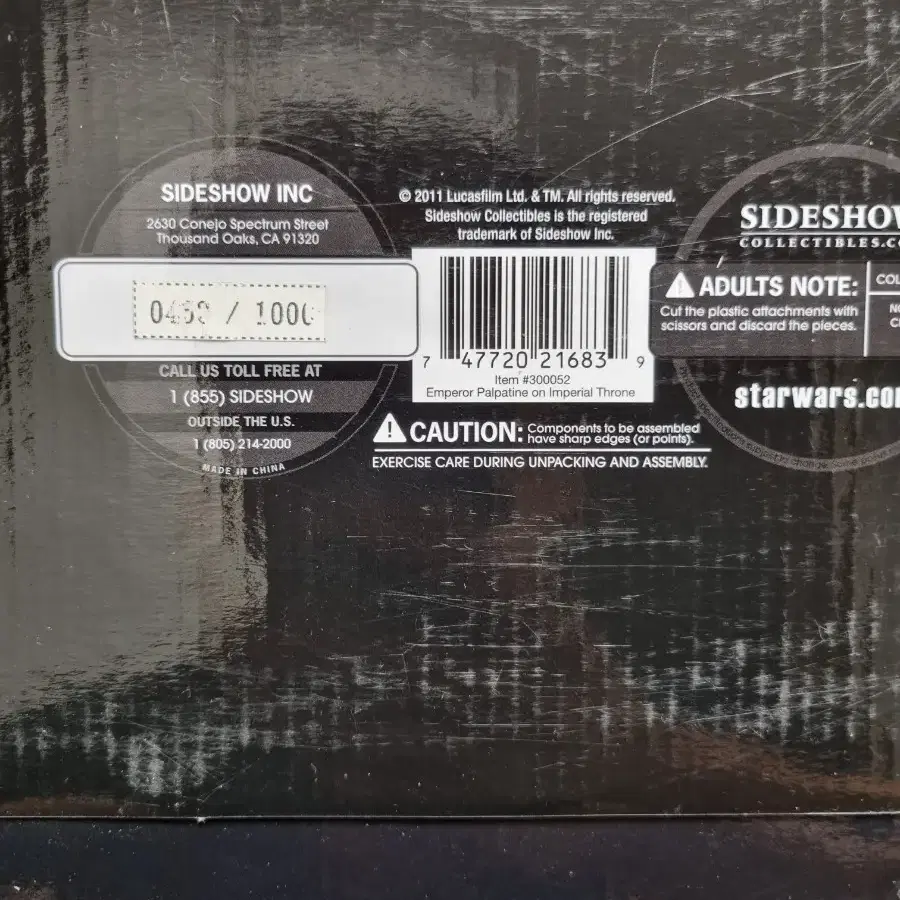 SIDESHOW INC
2630 Conejo Spectrum Street
Thousand Oaks, CA 91320
CALL US TOLL FREE AT
1 (855) SIDESHOW
OUTSIDE THE U.S.
1 (805) 214-2000
MADE IN CHINA
© 2011 Lucasfilm Ltd. & TM. All rights reserved.
Sideshow Collectibles is the registered
trademark of Sideshow Inc.
7 47720 21683 9
Item #300052
Emperor Palpatine on Imperial Throne
CAUTION: Components to be assembled
have sharp edges (or points).
EXERCISE CARE DURING UNPACKING AND ASSEMBLY.
SIDESHOW
ADULTS NOTE:
Cut the plastic attachments with
scissors and discard the pieces.